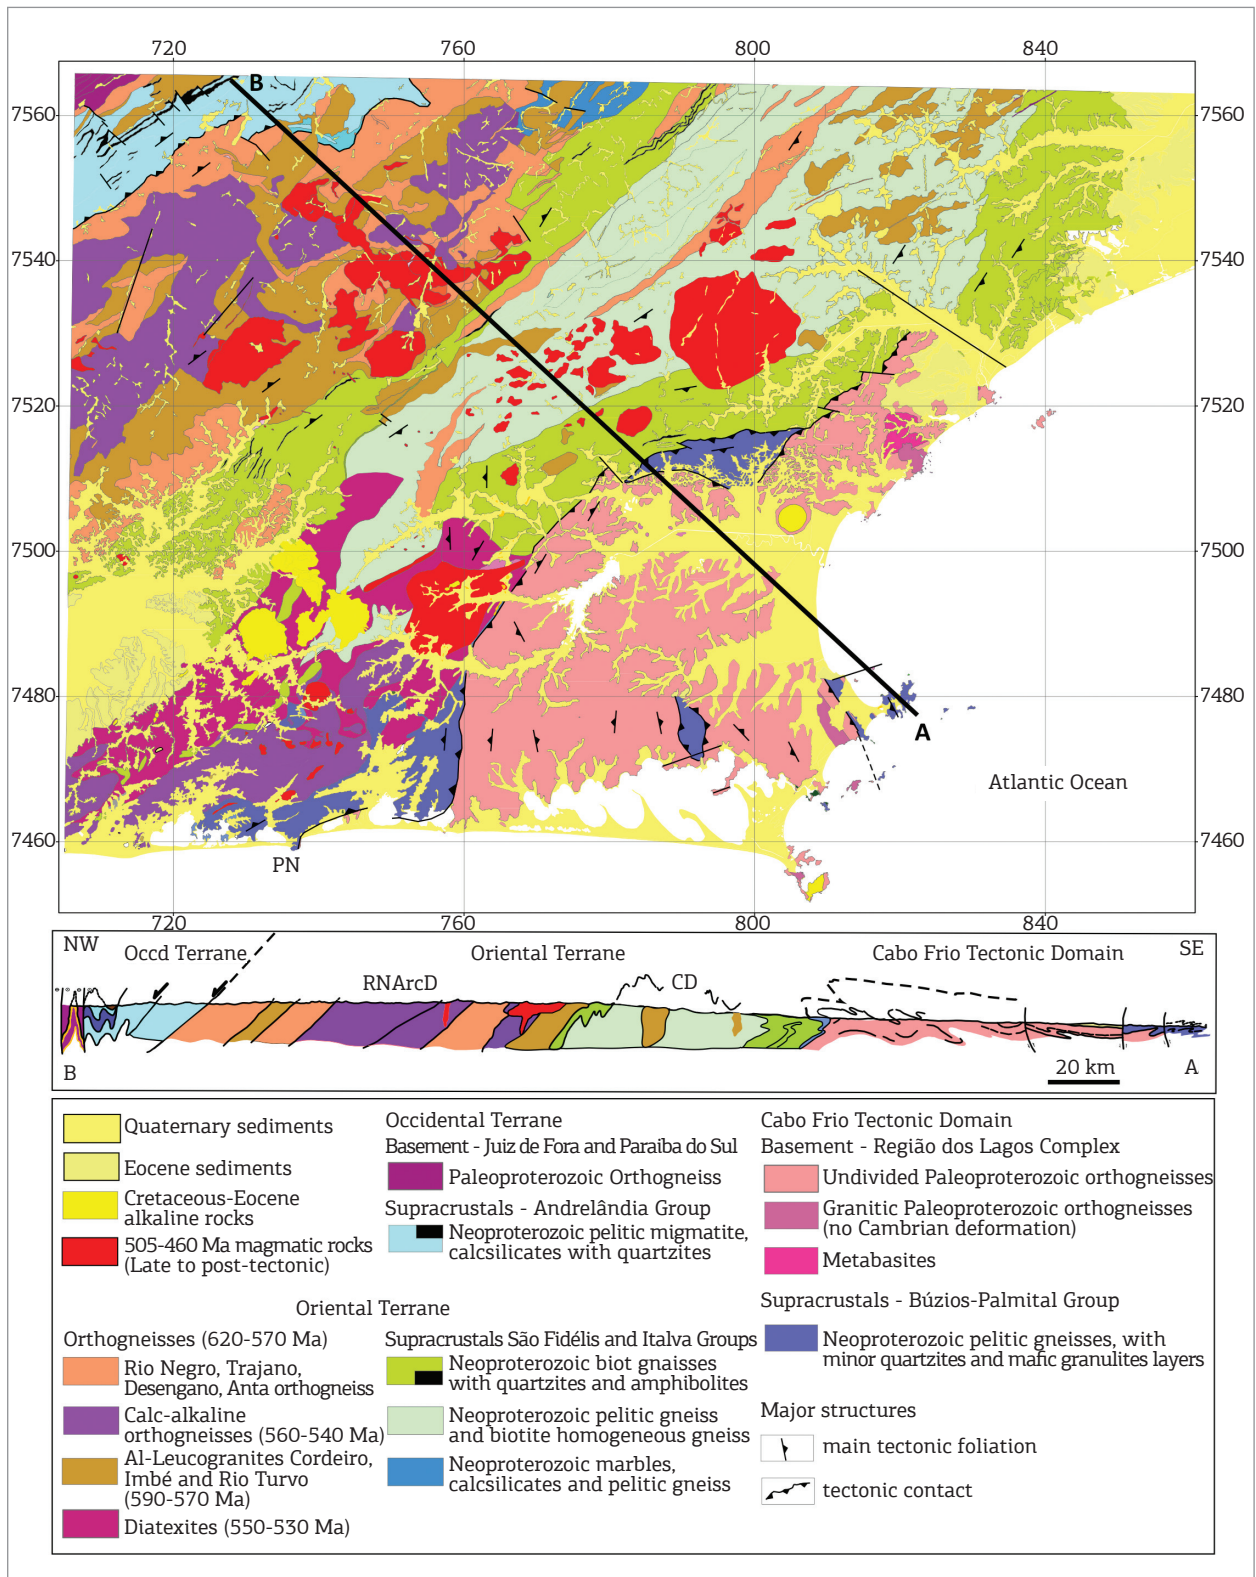 720
760
800
840
B
7560
7560
7540
7540
7520
7520
7500
7500
7480
7480
A
Atlantic Ocean
7460
7460
PN
720
760
800
840
NW
Occd Terrane
Oriental Terrane
Cabo Frio Tectonic Domain
SE
RNArcD
CD
20 km
B
A
Quaternary sediments
Eocene sediments
Cretaceous-Eocene
alkaline rocks
505-460 Ma magmatic rocks
(Late to post-tectonic)
Occidental Terrane
Basement - Juiz de Fora and Paraiba do Sul
Paleoproterozoic Orthogneiss
Supracrustals - Andrelândia Group
Neoproterozoic pelitic migmatite,
calcsilicates with quartzites
Cabo Frio Tectonic Domain
Basement - Região dos Lagos Complex
Undivided Paleoproterozoic orthogneisses
Granitic Paleoproterozoic orthogneisses
(no Cambrian deformation)
Metabasites
Supracrustals - Búzios-Palmital Group
Neoproterozoic pelitic gneisses, with
minor quartzites and mafic granulites layers
Oriental Terrane
Orthogneisses (620-570 Ma)
Rio Negro, Trajano,
Desengano, Anta orthogneiss
Calc-alkaline
orthogneisses (560-540 Ma)
Al-Leucogranites Cordeiro,
Imbé and Rio Turvo
(590-570 Ma)
Diatexites (550-530 Ma)
Supracrustals São Fidélis and Italva Groups
Neoproterozoic biot gnaisses
with quartzites and amphibolites
Neoproterozoic pelitic gneiss
and biotite homogeneous gneiss
Neoproterozoic marbles,
calcsilicates and pelitic gneiss
Major structures
main tectonic foliation
tectonic contact